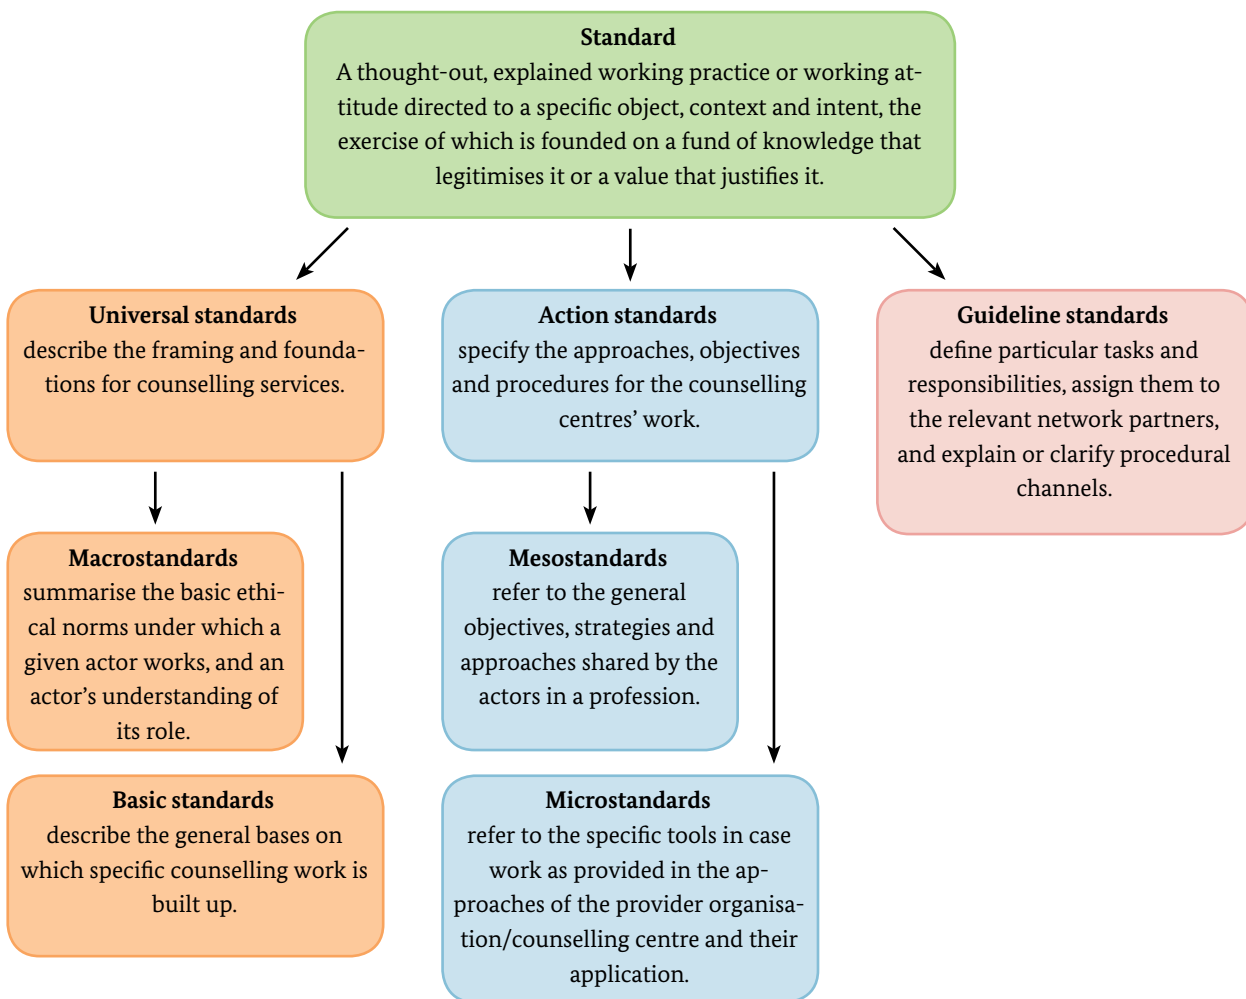 Standard
A thought-out, explained working practice or working at-
titude directed to a specific object, context and intent, the
exercise of which is founded on a fund of knowledge that
legitimises it or a value that justifies it.
Universal standards
describe the framing and founda-
tions for counselling services.
Action standards
specify the approaches, objectives
and procedures for the counselling
centres’ work.
Guideline standards
define particular tasks and
responsibilities, assign them to
the relevant network partners,
and explain or clarify procedural
channels.
Macrostandards
summarise the basic ethi-
cal norms under which a
given actor works, and an
actor’s understanding of
its role.
Mesostandards
refer to the general
objectives, strategies and
approaches shared by the
actors in a profession.
Basic standards
describe the general bases on
which specific counselling work is
built up.
Microstandards
refer to the specific tools in case
work as provided in the ap-
proaches of the provider organisa-
tion/counselling centre and their
application.